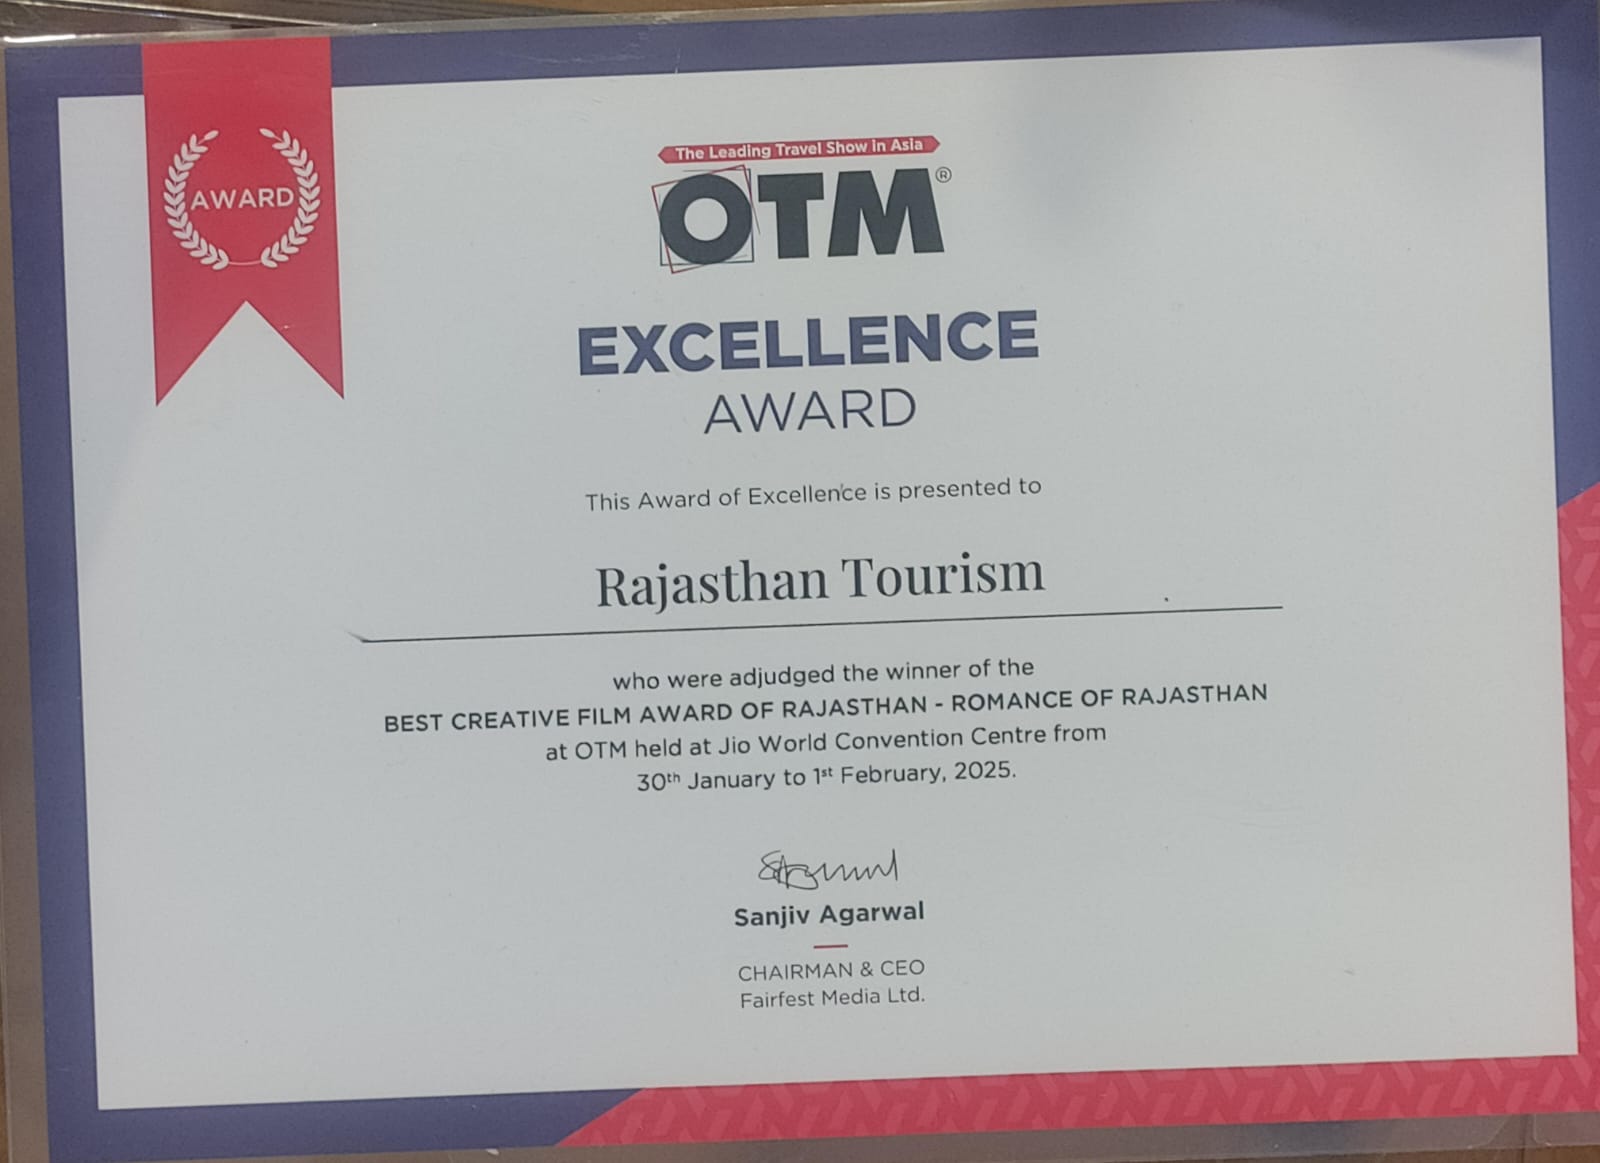 AWARD
The Leading Travel Show in Asia
OTM®
EXCELLENCE
AWARD
This Award of Excellence is presented to
Rajasthan Tourism
who were adjudged the winner of the
BEST CREATIVE FILM AWARD OF RAJASTHAN - ROMANCE OF RAJASTHAN
at OTM held at Jio World Convention Centre from
30th January to 1st February, 2025.
Sanjiv Agarwal
CHAIRMAN & CEO
Fairfest Media Ltd.